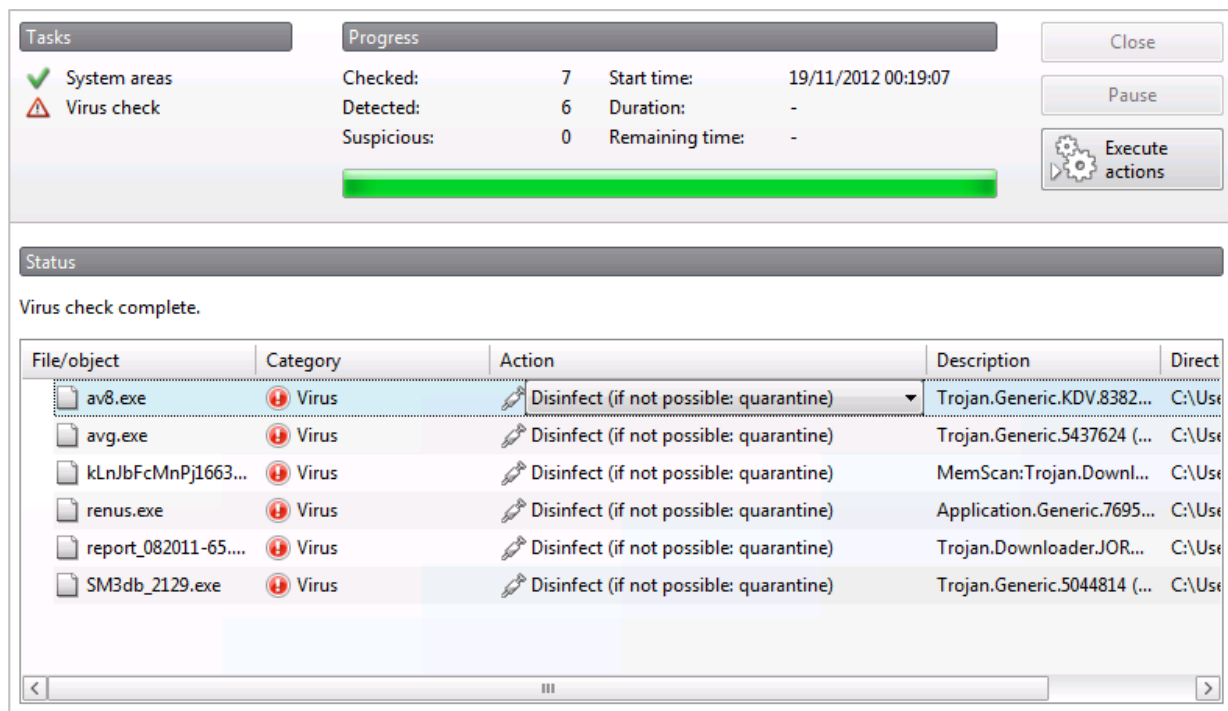 Tasks
System areas
Virus check
Progress
Checked: 7 Start time: 19/11/2012 00:19:07
Detected: 6 Duration: -
Suspicious: 0 Remaining time: -
Close
Pause
Execute
actions
Status
Virus check complete.
File/object Category Action Description Direct
av8.exe Virus Disinfect (if not possible: quarantine) Trojan.Generic.KDV.8382... C:\Use
avg.exe Virus Disinfect (if not possible: quarantine) Trojan.Generic.5437624 (... C:\Use
kLnJbFcMnPj1663... Virus Disinfect (if not possible: quarantine) MemScan:Trojan.Downl... C:\Use
renus.exe Virus Disinfect (if not possible: quarantine) Application.Generic.7695... C:\Use
report_082011-65.... Virus Disinfect (if not possible: quarantine) Trojan.Downloader.JOR... C:\Use
SM3db_2129.exe Virus Disinfect (if not possible: quarantine) Trojan.Generic.5044814 (... C:\Use